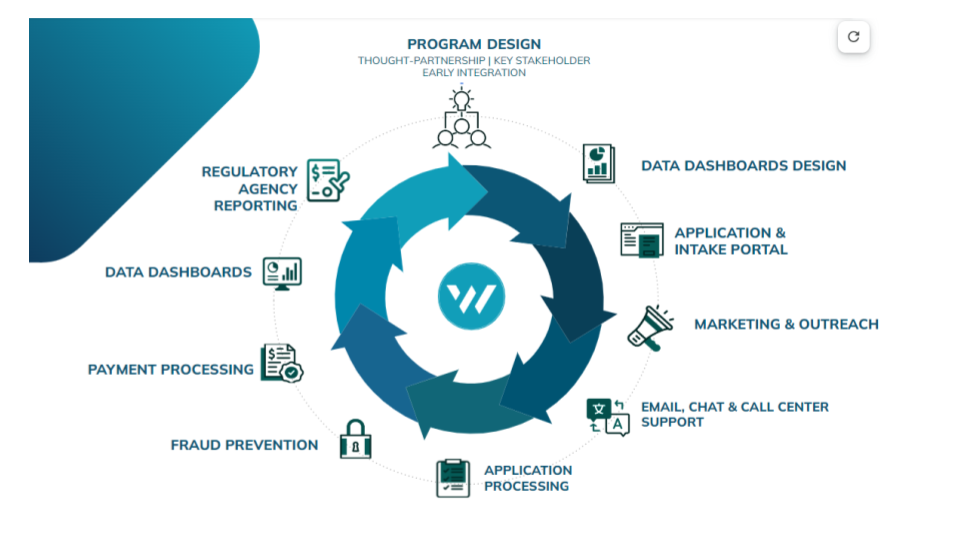 PROGRAM DESIGN
THOUGHT-PARTNERSHIP | KEY STAKEHOLDER
EARLY INTEGRATION
DATA DASHBOARDS DESIGN
APPLICATION &
INTAKE PORTAL
MARKETING & OUTREACH
EMAIL, CHAT & CALL CENTER
SUPPORT
APPLICATION
PROCESSING
FRAUD PREVENTION
PAYMENT PROCESSING
DATA DASHBOARDS
REGULATORY
AGENCY
REPORTING
$
$
文
A
W